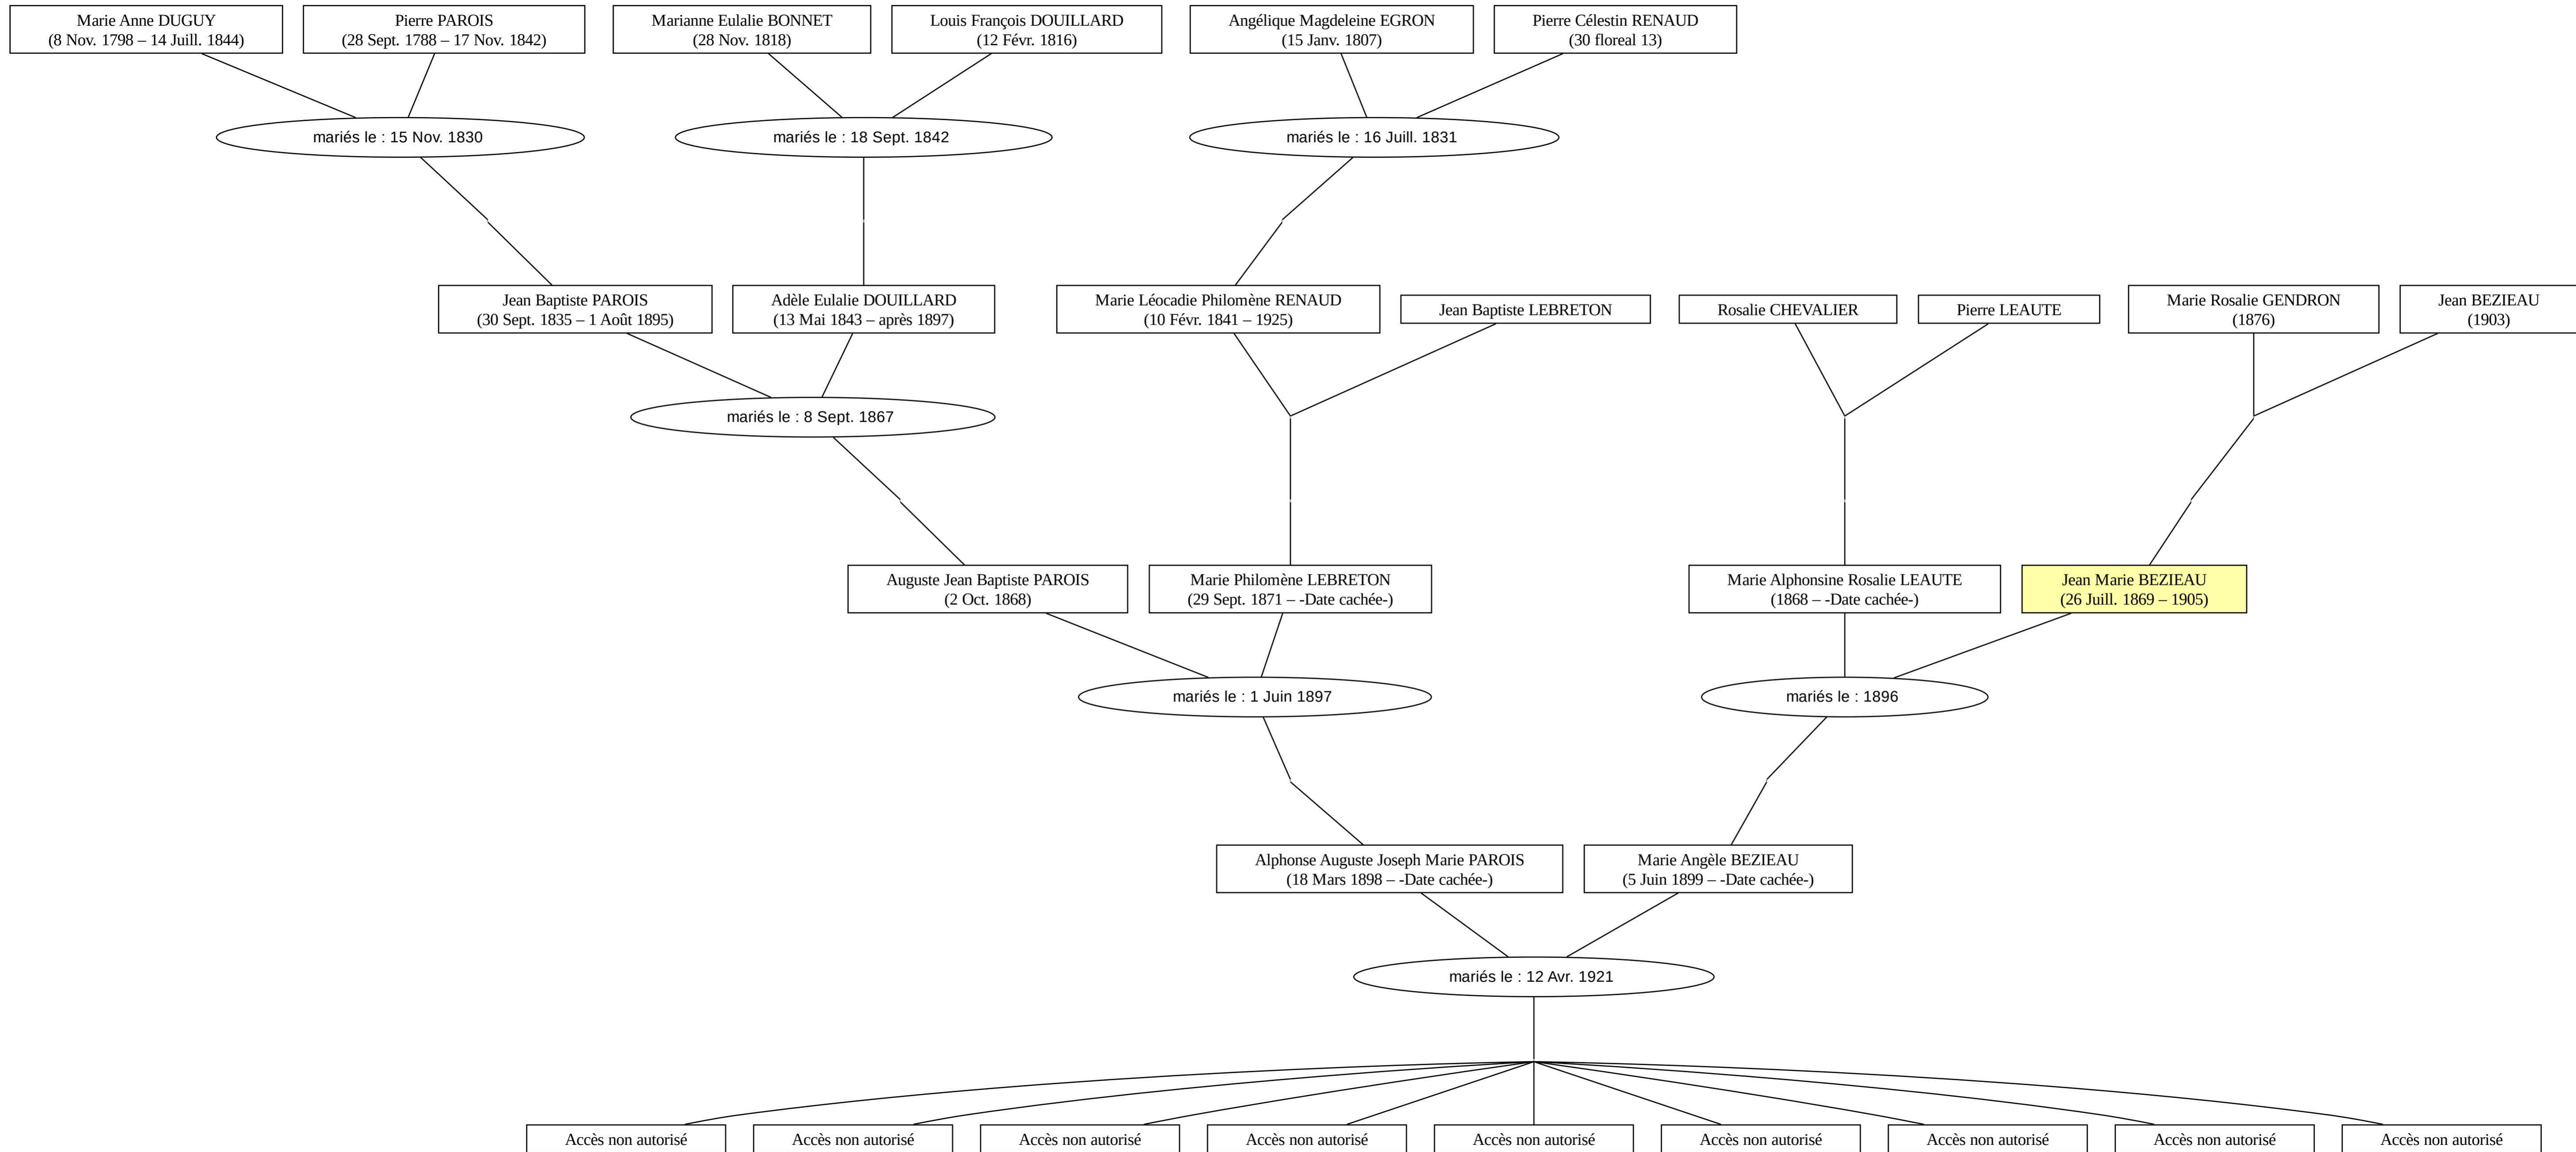 Marie Anne DUGUY
(8 Nov. 1798 – 14 Juill. 1844)
Pierre PAROIS
(28 Sept. 1788 – 17 Nov. 1842)
Marianne Eulalie BONNET
(28 Nov. 1818)
Louis François DOUILLARD
(12 Févr. 1816)
Angélique Magdeleine EGRON
(15 Janv. 1807)
Pierre Célestin RENAUD
(30 floreal 13)
mariés le : 15 Nov. 1830
mariés le : 18 Sept. 1842
mariés le : 16 Juill. 1831
Jean Baptiste PAROIS
(30 Sept. 1835 – 1 Août 1895)
Adèle Eulalie DOUILLARD
(13 Mai 1843 – après 1897)
Marie Léocadie Philomène RENAUD
(10 Févr. 1841 – 1925)
Jean Baptiste LEBRETON
Rosalie CHEVALIER
Pierre LEAUTE
Marie Rosalie GENDRON
(1876)
Jean BEZIEAU
(1903)
mariés le : 8 Sept. 1867
Auguste Jean Baptiste PAROIS
(2 Oct. 1868)
Marie Philomène LEBRETON
(29 Sept. 1871 – -Date cachée-)
Marie Alphonsine Rosalie LEAUTE
(1868 – -Date cachée-)
Jean Marie BEZIEAU
(26 Juill. 1869 – 1905)
mariés le : 1 Juin 1897
mariés le : 1896
Alphonse Auguste Joseph Marie PAROIS
(18 Mars 1898 – -Date cachée-)
Marie Angèle BEZIEAU
(5 Juin 1899 – -Date cachée-)
mariés le : 12 Avr. 1921
Accès non autorisé
Accès non autorisé
Accès non autorisé
Accès non autorisé
Accès non autorisé
Accès non autorisé
Accès non autorisé
Accès non autorisé
Accès non autorisé